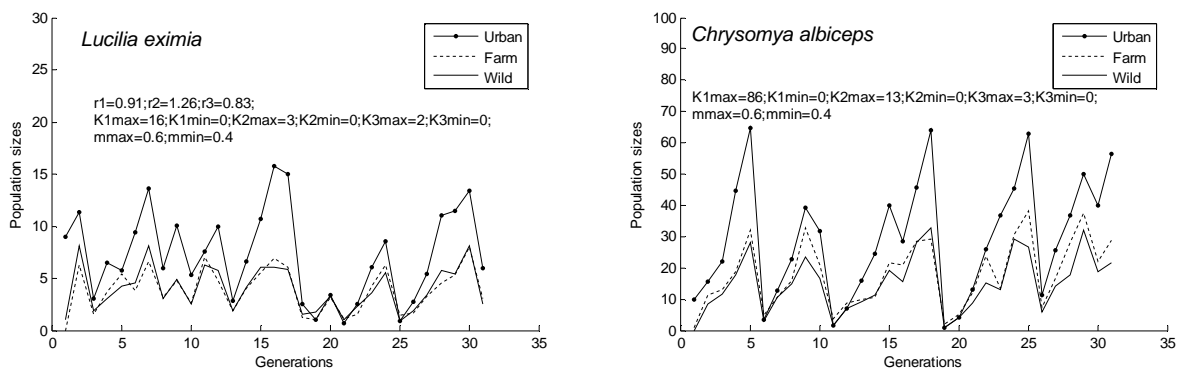 Lucilia eximia
Urban
Farm
Wild
r1=0.91;r2=1.26;r3=0.83;
K1max=16;K1min=0;K2max=3;K2min=0;K3max=2;K3min=0;
mmax=0.6;mmin=0.4
Population sizes
30
25
20
15
10
5
0
0 5 10 15 20 25 30 35
Generations
Chrysomya albiceps
Urban
Farm
Wild
K1max=86;K1min=0;K2max=13;K2min=0;K3max=3;K3min=0;
mmax=0.6;mmin=0.4
Population sizes
100
90
80
70
60
50
40
30
20
10
0
0 5 10 15 20 25 30 35
Generations